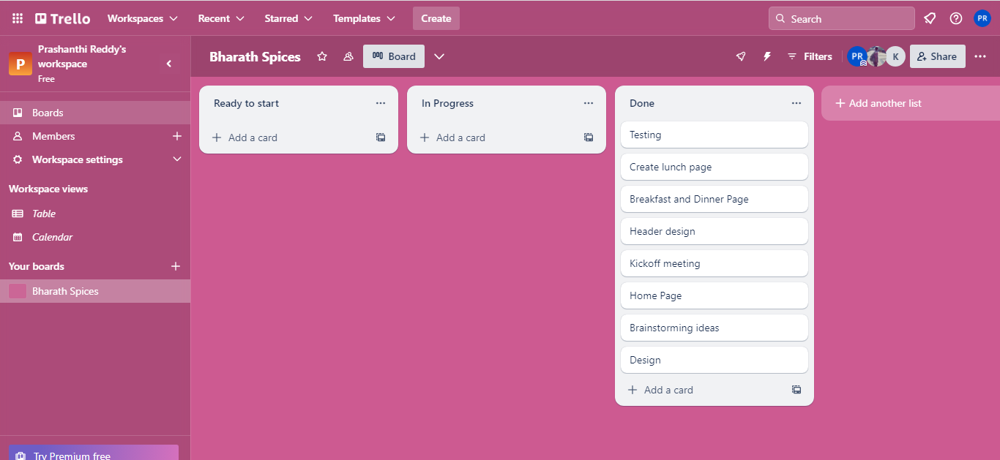 Trello Workspaces Recent Starred Templates Create Search PR
P Prashanthi Reddy's
workspace
Free
Boards
Members
Workspace settings
Workspace views
Table
Calendar
Your boards
Bharath Spices
Try Premium free
Bharath Spices Board Filters PR K Share
Ready to start
Add a card
In Progress
Add a card
Done
Testing
Create lunch page
Breakfast and Dinner Page
Header design
Kickoff meeting
Home Page
Brainstorming ideas
Design
Add a card
Add another list